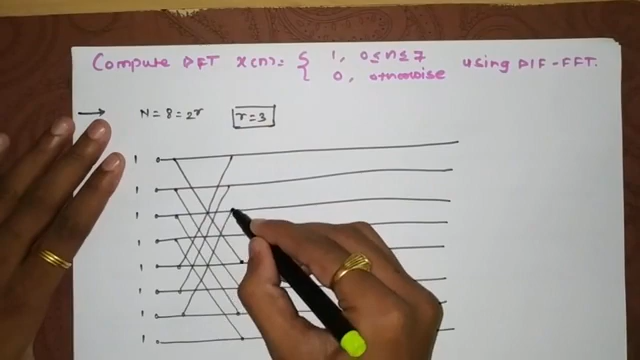 Compute DFT x(n) = { 1, 0≤n≤7
0, otherwise using DIF-FFT.
→ N = 8 = 2^r r=3
1
1
1
1
1
1
1
1